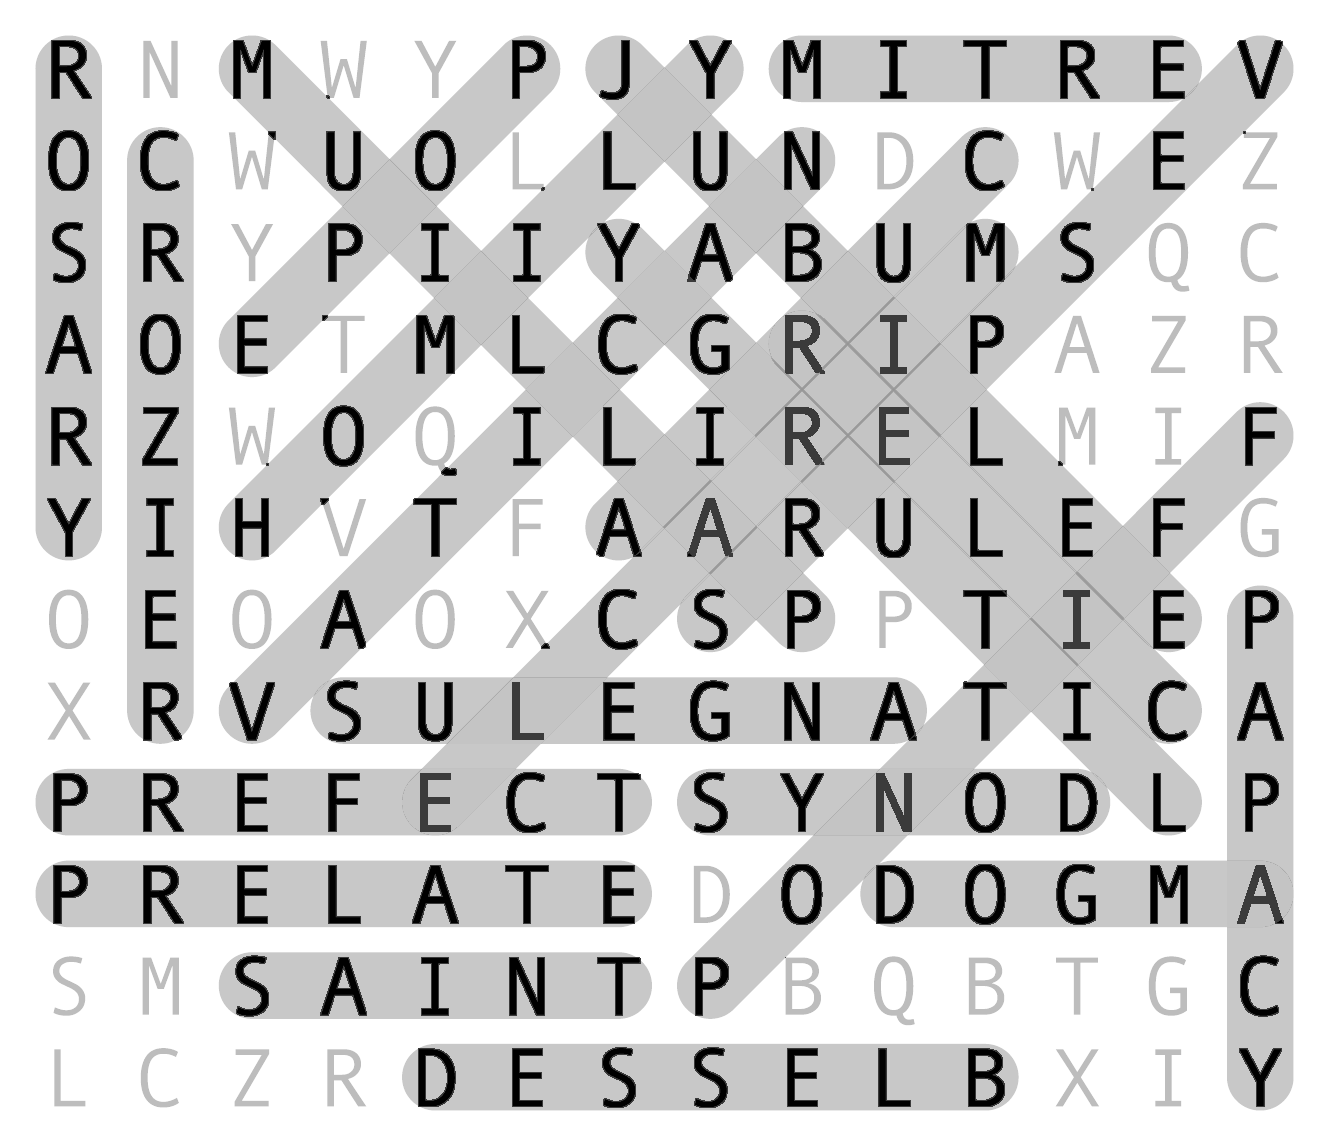 R N M W Y P J Y M I T R E V
O C W U O L L U N D C W E Z
S R Y P I I Y A B U M S Q C
A O E T M L C G R I P A Z R
R Z W O Q I L I R E L M I F
Y I H V T F A A R U L E F G
O E O A O X C S P P T I E P
X R V S U L E G N A T I C A
P R E F E C T S Y N O D L P
P R E L A T E D O D O G M A
S M S A I N T P B Q B T G C
L C Z R D E S S E L B X I Y